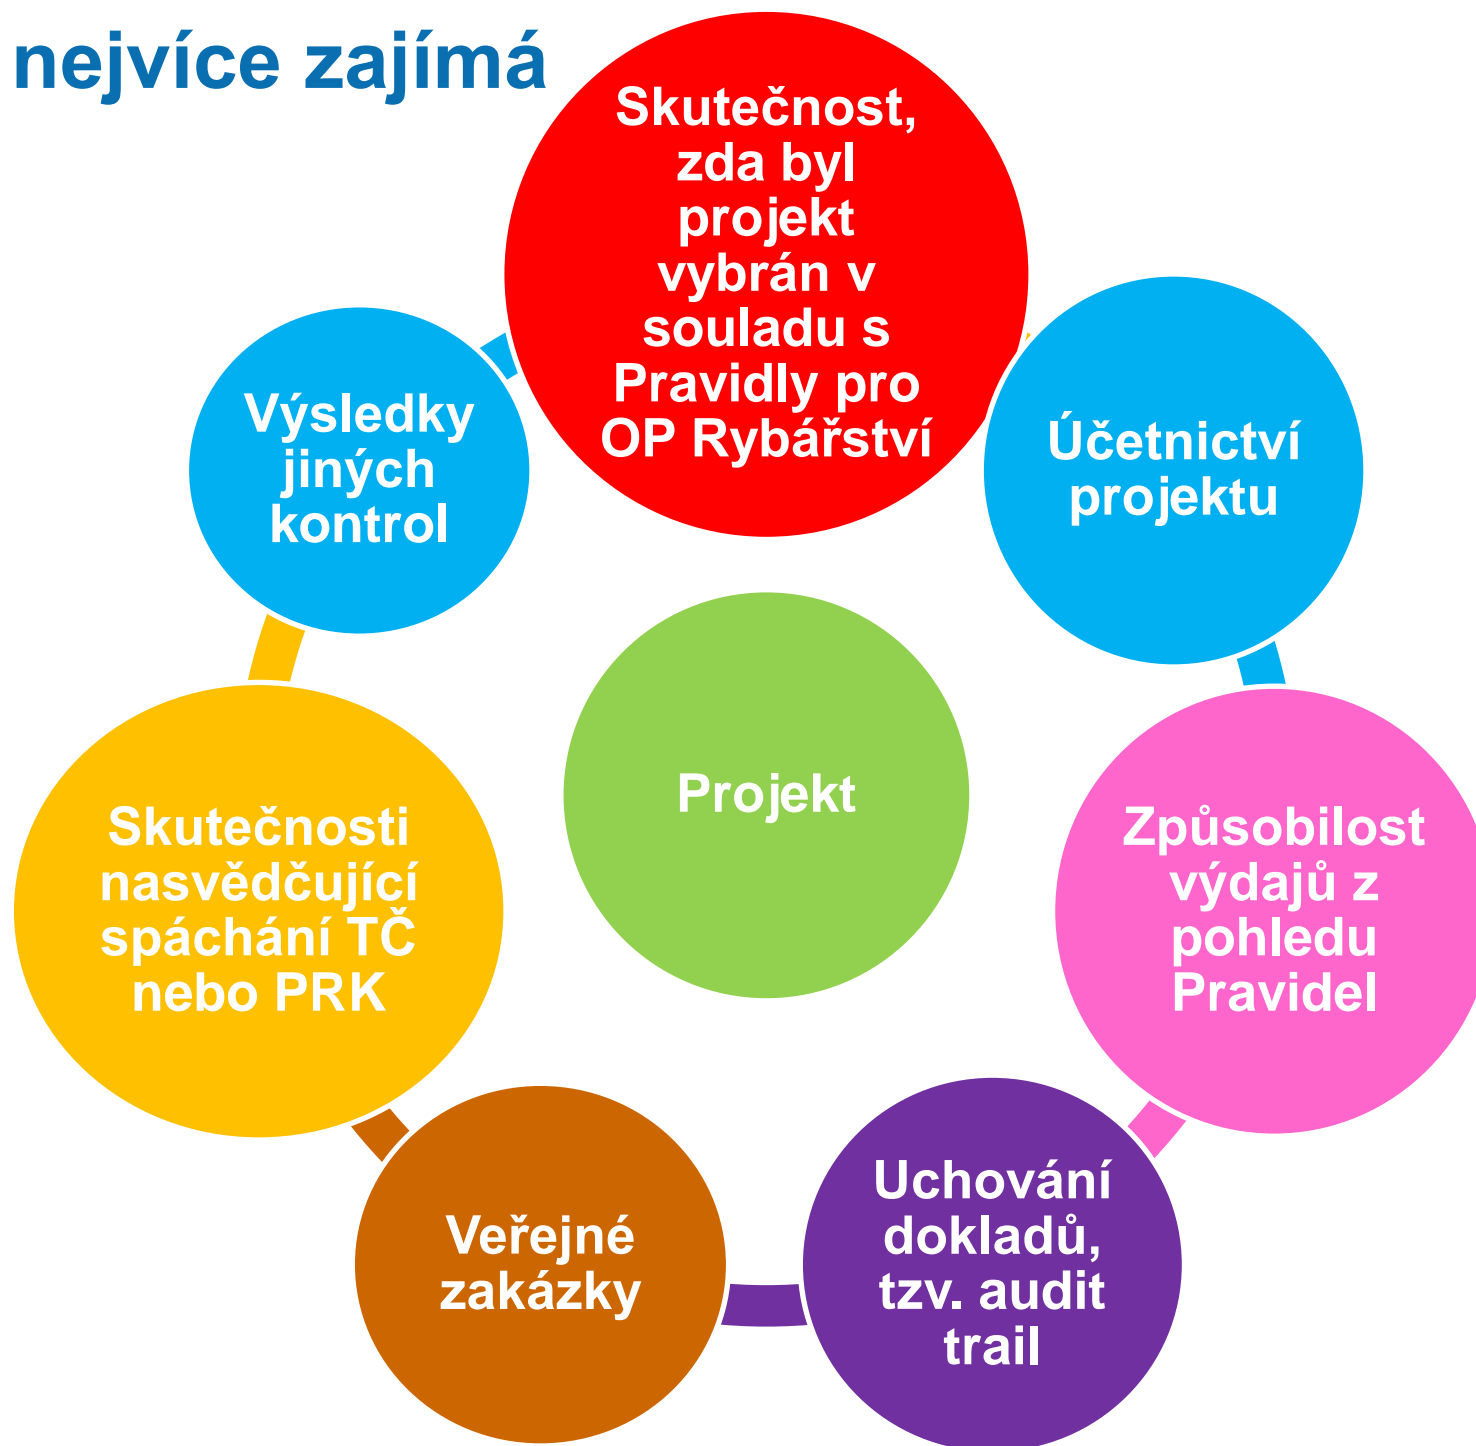 nejvíce zajímá
Skutečnost,
zda byl
projekt
vybrán v
souladu s
Pravidly pro
OP Rybářství
Účetnictví
projektu
Způsobilost
výdajů z
pohledu
Pravidel
Uchování
dokladů,
tzv. audit
trail
Veřejné
zakázky
Skutečnosti
nasvědčující
spáchání TČ
nebo PRK
Výsledky
jiných
kontrol
Projekt